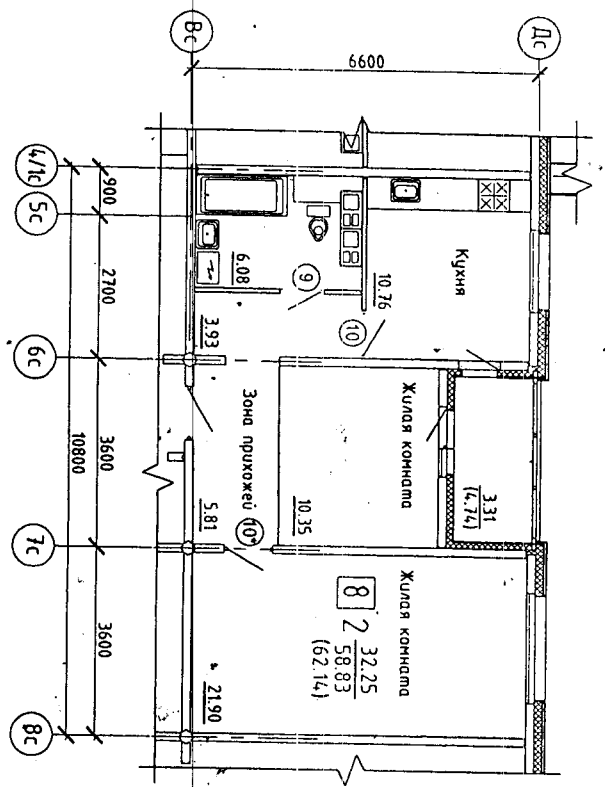 Вс
Дс
6600
4/1с
5с
6с
7с
8с
900
2700
3600
3600
10800
Кухня
10.76
6.08
9
10
3.93
Зона прихожей
10*
5.81
Жилая комната
10.35
3.31
(4.74)
Жилая комната
8
2
32.25
58.83
(62.14)
21.90